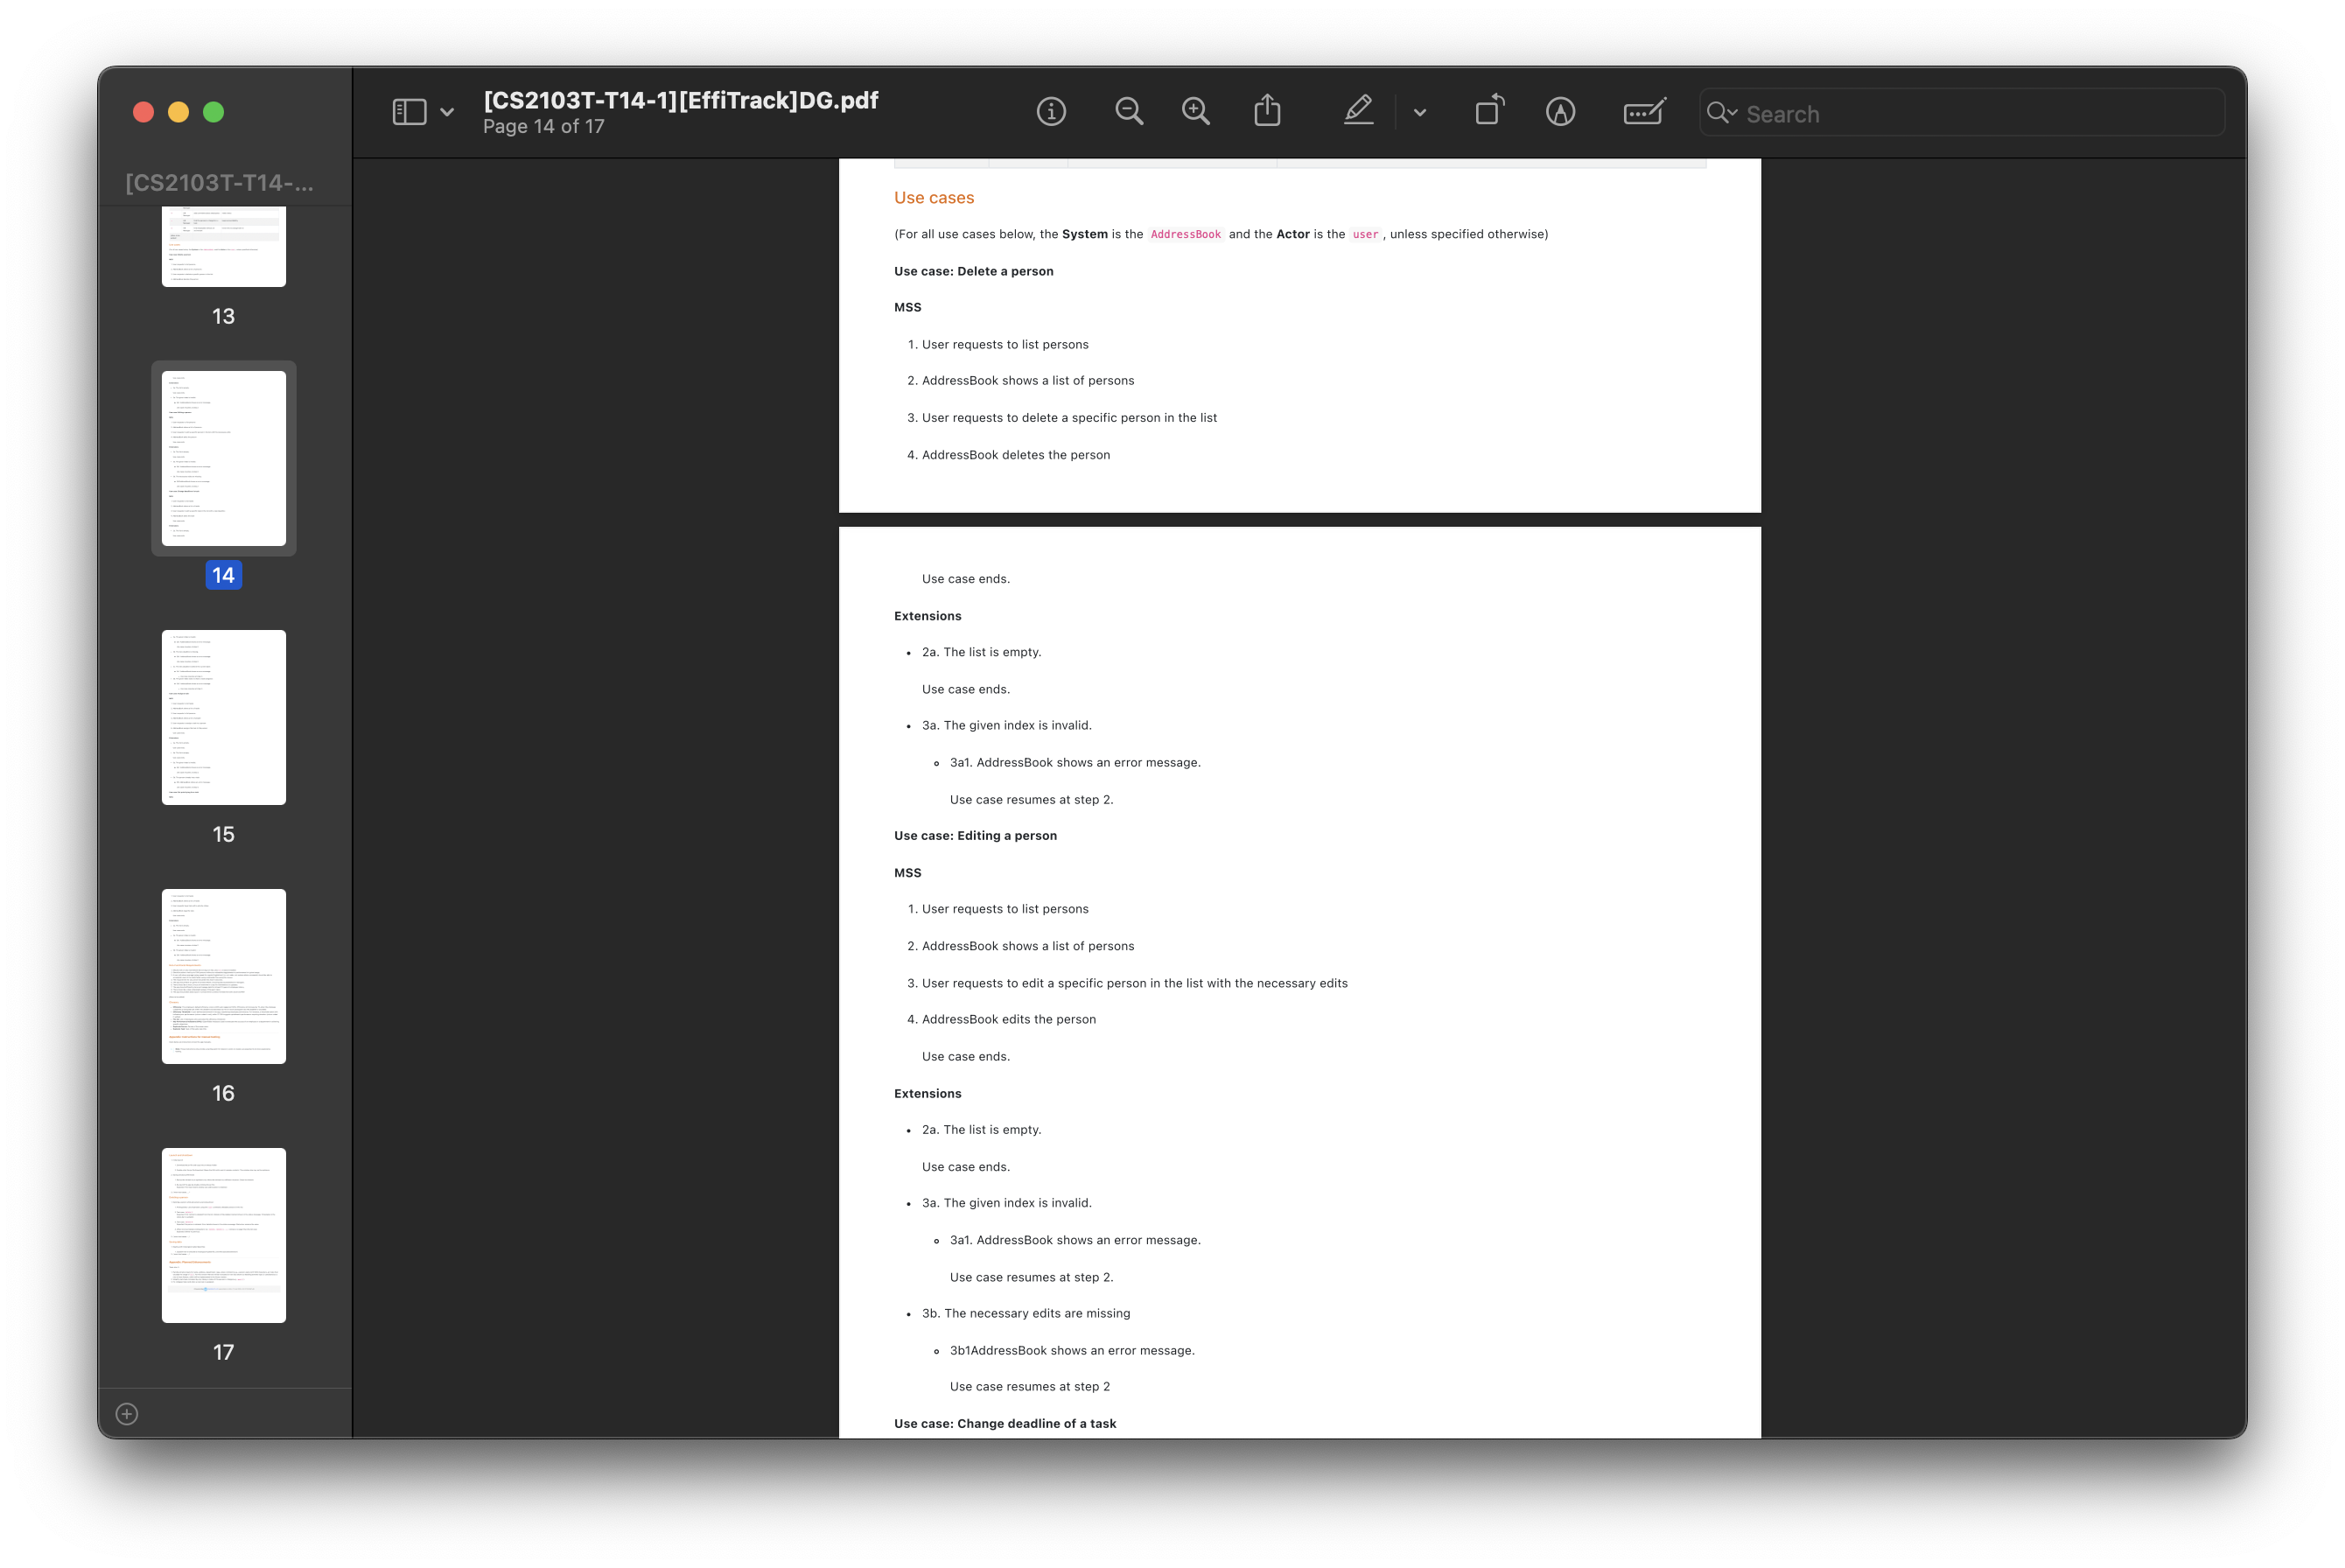 [CS2103T-T14-1][EffiTrack]DG.pdf
Page 14 of 17
Search
[CS2103T-T14-...
13
14
15
16
17
Use cases
(For all use cases below, the System is the AddressBook and the Actor is the user , unless specified otherwise)
Use case: Delete a person
MSS
1. User requests to list persons
2. AddressBook shows a list of persons
3. User requests to delete a specific person in the list
4. AddressBook deletes the person
Use case ends.
Extensions
• 2a. The list is empty.
Use case ends.
• 3a. The given index is invalid.
◦ 3a1. AddressBook shows an error message.
Use case resumes at step 2.
Use case: Editing a person
MSS
1. User requests to list persons
2. AddressBook shows a list of persons
3. User requests to edit a specific person in the list with the necessary edits
4. AddressBook edits the person
Use case ends.
Extensions
• 2a. The list is empty.
Use case ends.
• 3a. The given index is invalid.
◦ 3a1. AddressBook shows an error message.
Use case resumes at step 2.
• 3b. The necessary edits are missing
◦ 3b1AddressBook shows an error message.
Use case resumes at step 2
Use case: Change deadline of a task